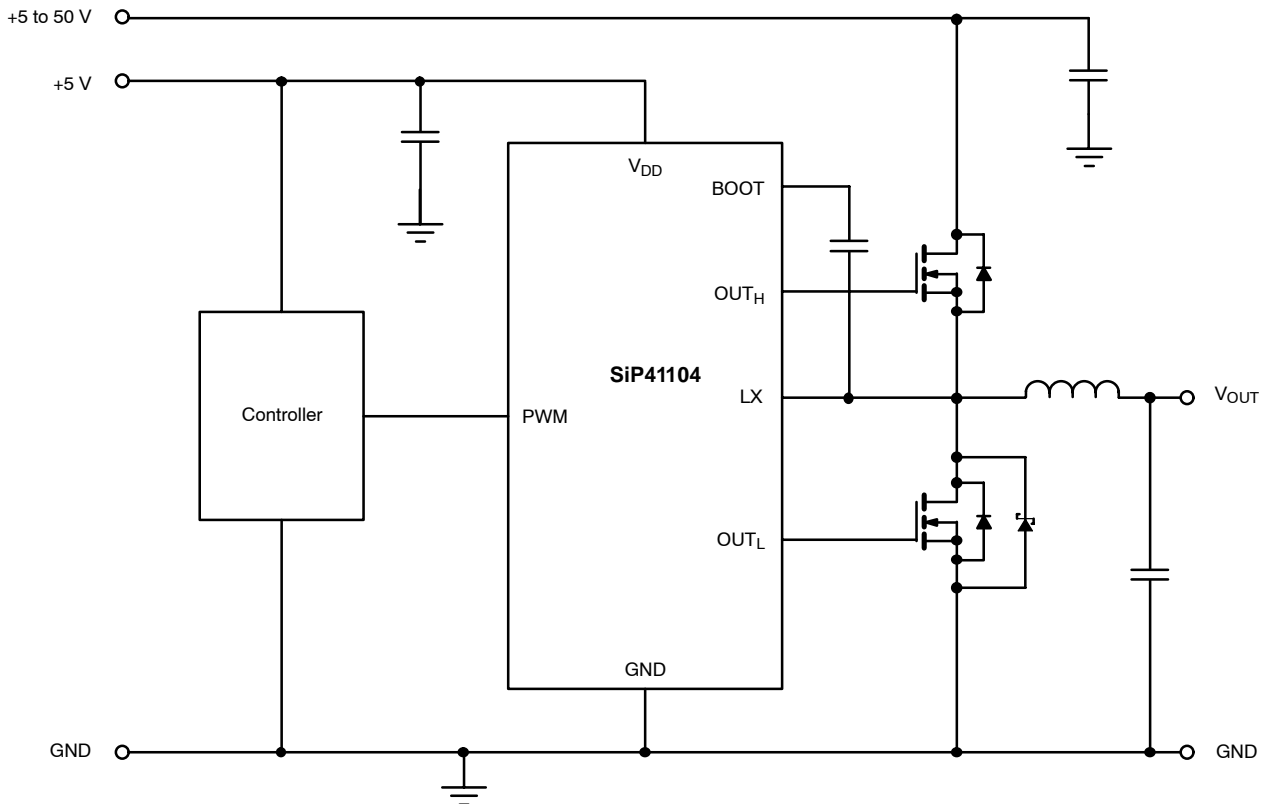 +5 to 50 V
+5 V
VDD
BOOT
OUTH
SiP41104
LX
VOUT
Controller
PWM
OUTL
GND
GND
GND